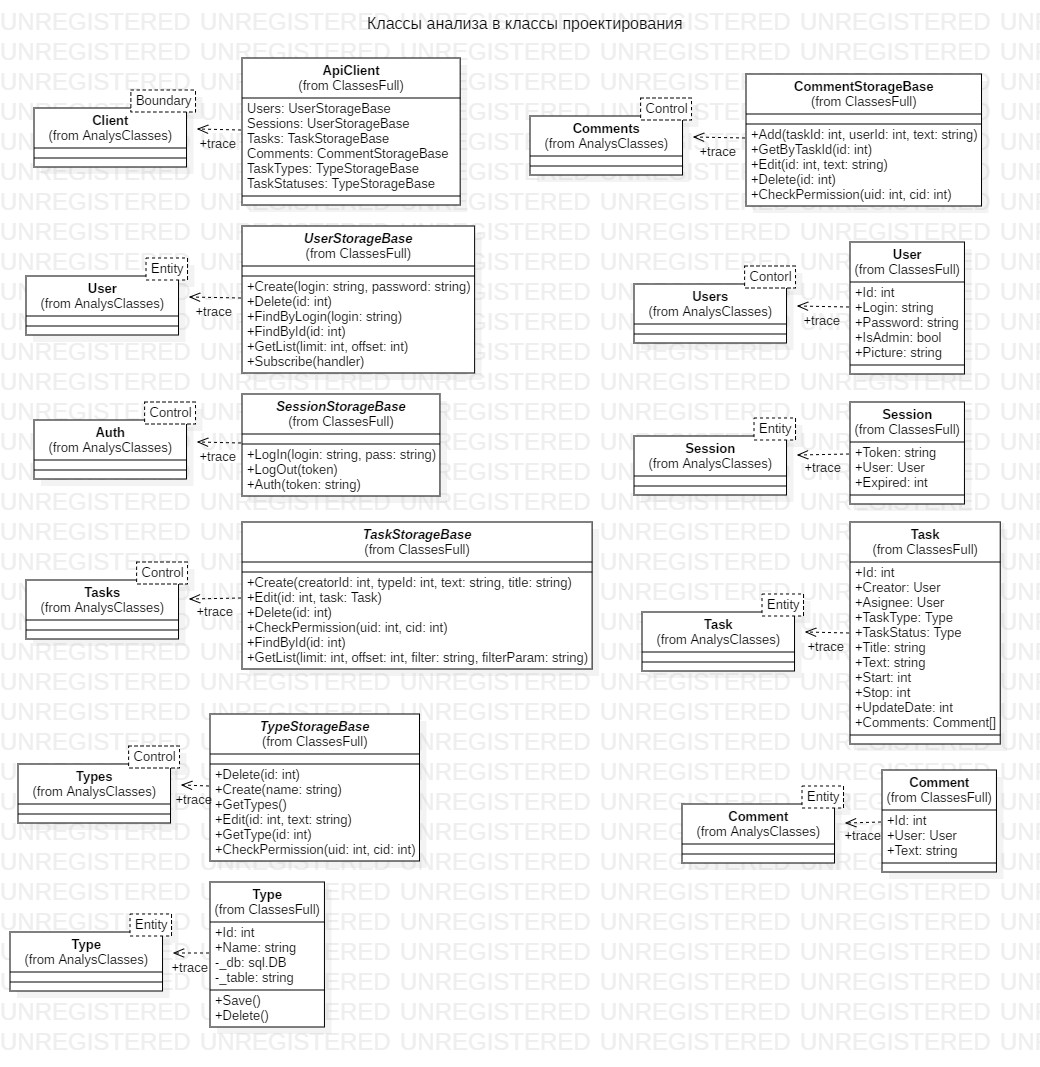 Классы анализа в классы проектирования
Boundary
Client
(from AnalysClasses)
+trace
ApiClient
(from ClassesFull)
Users: UserStorageBase
Sessions: UserStorageBase
Tasks: TaskStorageBase
Comments: CommentStorageBase
TaskTypes: TypeStorageBase
TaskStatuses: TypeStorageBase
Control
Comments
(from AnalysClasses)
+trace
CommentStorageBase
(from ClassesFull)
+Add(taskId: int, userId: int, text: string)
+GetByTaskId(id: int)
+Edit(id: int, text: string)
+Delete(id: int)
+CheckPermission(uid: int, cid: int)
Entity
User
(from AnalysClasses)
+trace
UserStorageBase
(from ClassesFull)
+Create(login: string, password: string)
+Delete(id: int)
+FindByLogin(login: string)
+FindById(id: int)
+GetList(limit: int, offset: int)
+Subscribe(handler)
Contorl
Users
(from AnalysClasses)
+trace
User
(from ClassesFull)
+Id: int
+Login: string
+Password: string
+IsAdmin: bool
+Picture: string
Control
Auth
(from AnalysClasses)
+trace
SessionStorageBase
(from ClassesFull)
+LogIn(login: string, pass: string)
+LogOut(token)
+Auth(token: string)
Entity
Session
(from AnalysClasses)
+trace
Session
(from ClassesFull)
+Token: string
+User: User
+Expired: int
Control
Tasks
(from AnalysClasses)
+trace
TaskStorageBase
(from ClassesFull)
+Create(creatorId: int, typeId: int, text: string, title: string)
+Edit(id: int, task: Task)
+Delete(id: int)
+CheckPermission(uid: int, cid: int)
+FindById(id: int)
+GetList(limit: int, offset: int, filter: string, filterParam: string)
Entity
Task
(from AnalysClasses)
+trace
Task
(from ClassesFull)
+Id: int
+Creator: User
+Asignee: User
+TaskType: Type
+TaskStatus: Type
+Title: string
+Text: string
+Start: int
+Stop: int
+UpdateDate: int
+Comments: Comment[]
Control
Types
(from AnalysClasses)
+trace
TypeStorageBase
(from ClassesFull)
+Delete(id: int)
+Create(name: string)
+GetTypes()
+Edit(id: int, text: string)
+GetType(id: int)
+CheckPermission(uid: int, cid: int)
Entity
Comment
(from AnalysClasses)
+trace
Comment
(from ClassesFull)
+Id: int
+User: User
+Text: string
Entity
Type
(from AnalysClasses)
+trace
Type
(from ClassesFull)
+Id: int
+Name: string
-_db: sql.DB
-_table: string
+Save()
+Delete()